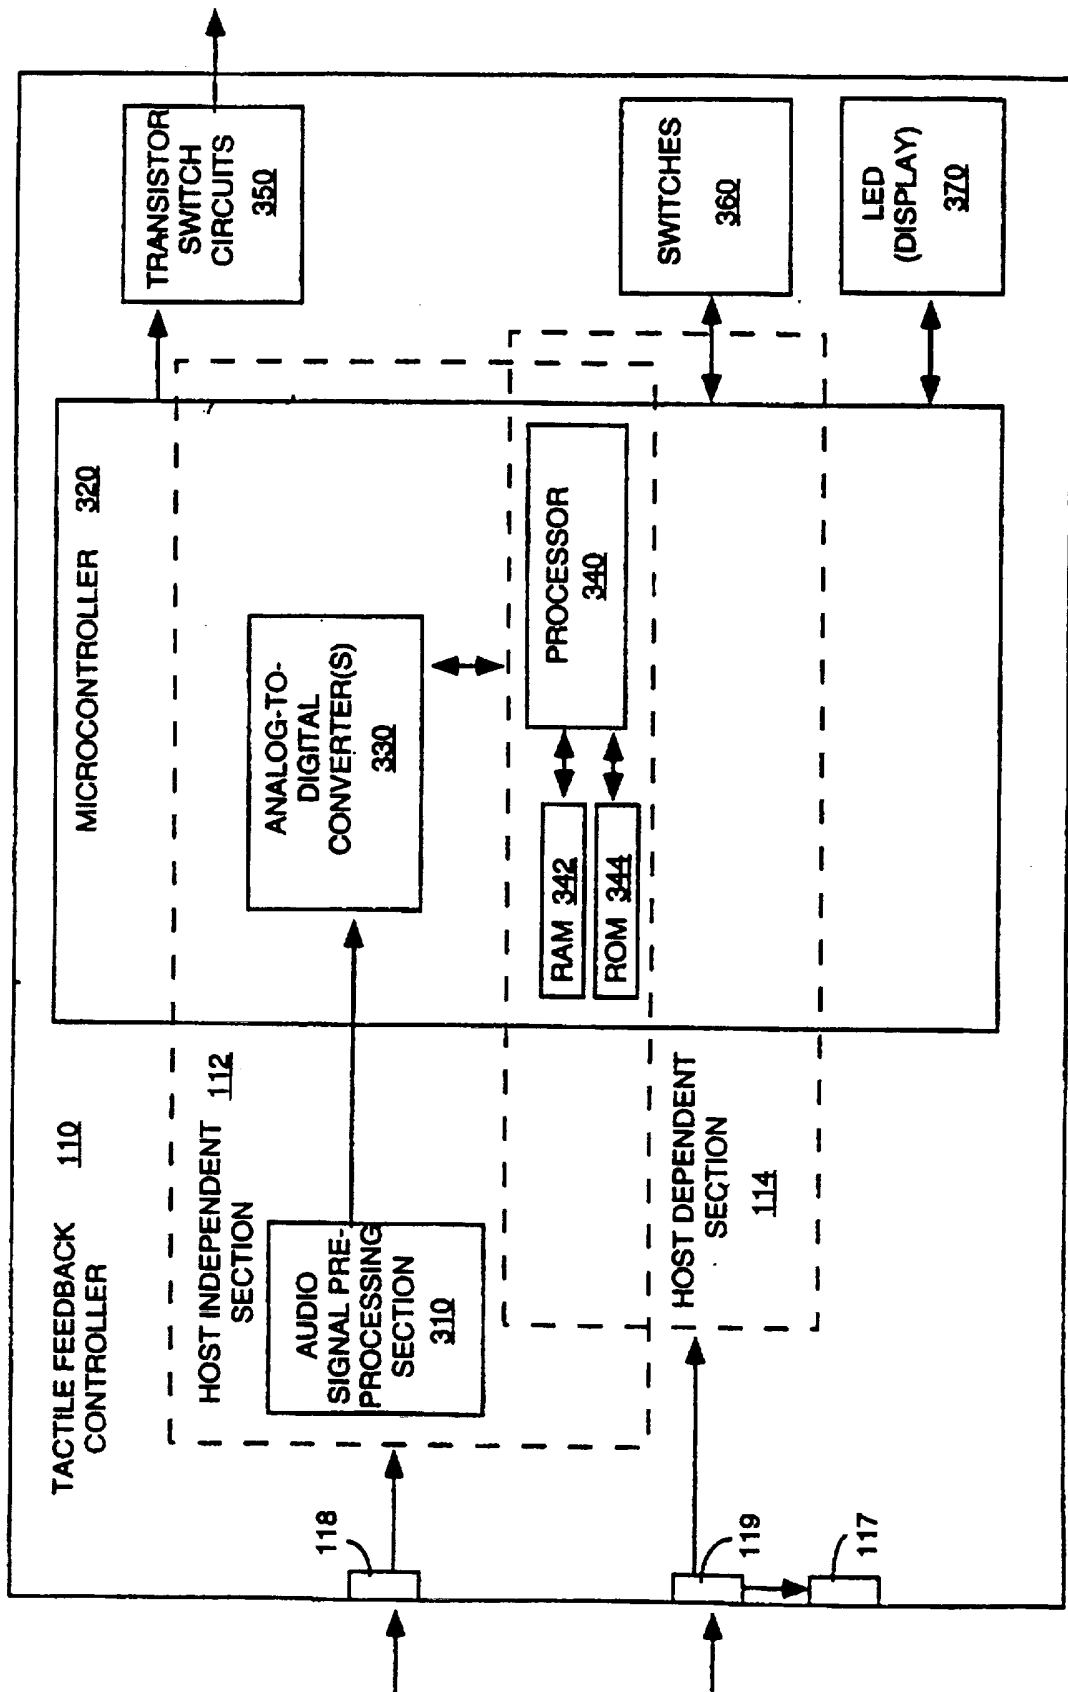 TACTILE FEEDBACK
CONTROLLER
110
MICROCONTROLLER 320
TRANSISTOR
SWITCH
CIRCUITS
350
HOST INDEPENDENT
SECTION
112
AUDIO
SIGNAL PRE-
PROCESSING
SECTION
310
ANALOG-TO-
DIGITAL
CONVERTER(S)
330
118
PROCESSOR
340
RAM 342
ROM 344
SWITCHES
360
HOST DEPENDENT
SECTION
114
LED
(DISPLAY)
370
119
117